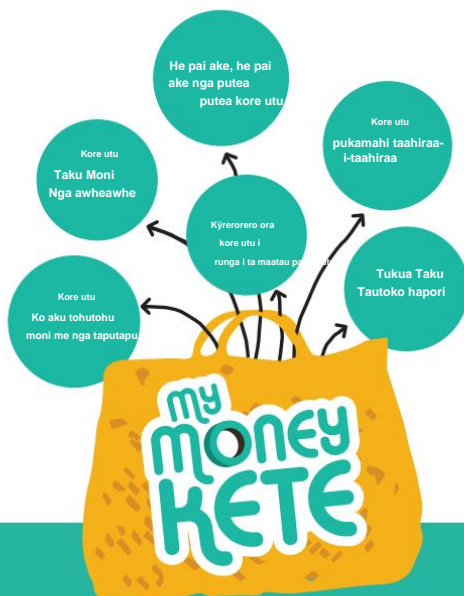 He pai ake, he pai
ake nga putea
putea kore utu
Kore utu
pukamahi taahiraa-
i-taahiraa
Kore utu
Taku Moni
Nga awheawhe
Kÿrerorero ora
kore utu i
runga i ta maatau
Tukua Taku
Tautoko hapori
Kore utu
Ko aku tohutohu
moni me nga taputapu
my
money
KETE